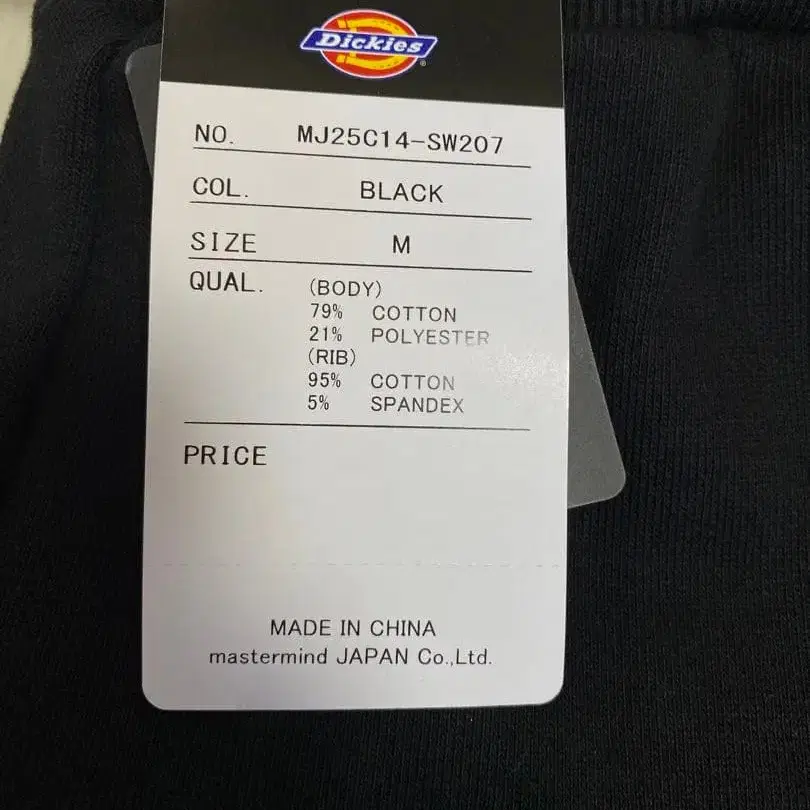 Dickies
NO. MJ25C14-SW207
COL. BLACK
SIZE M
QUAL. (BODY)
79% COTTON
21% POLYESTER
(RIB)
95% COTTON
5% SPANDEX
PRICE
MADE IN CHINA
mastermind JAPAN Co.,Ltd.